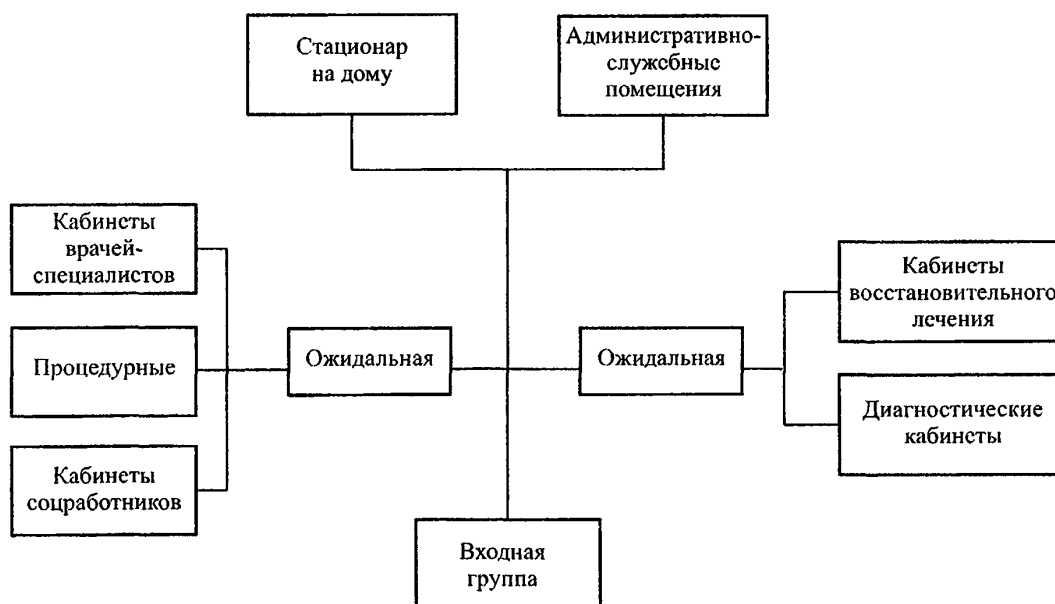 Стационар
на дому
Административно-
служебные
помещения
Кабинеты
врачей-
специалистов
Процедурные
Кабинеты
соцработников
Ожидальная
Ожидальная
Кабинеты
восстановительного
лечения
Диагностические
кабинеты
Входная
группа